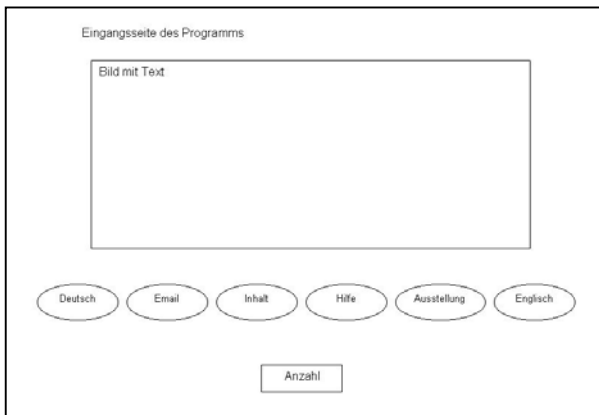 Eingangsseite des Programms
Bild mit Text
Deutsch
Email
Inhalt
Hilfe
Ausstellung
Englisch
Anzahl